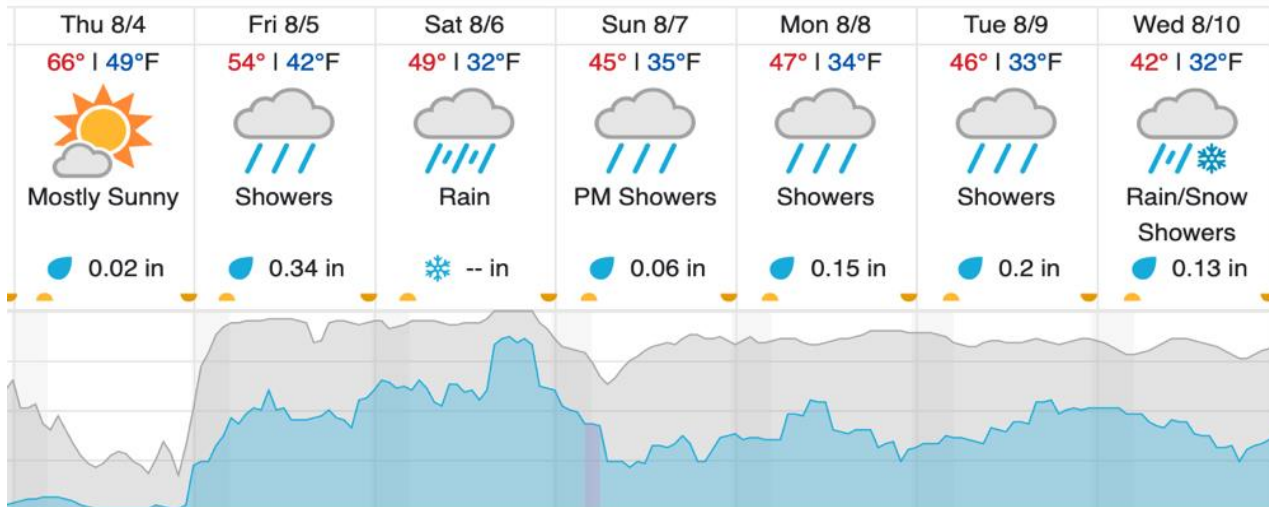 Thu 8/4
66° | 49°F
Mostly Sunny
0.02 in
Fri 8/5
54° | 42°F
Showers
0.34 in
Sat 8/6
49° | 32°F
Rain
-- in
Sun 8/7
45° | 35°F
PM Showers
0.06 in
Mon 8/8
47° | 34°F
Showers
0.15 in
Tue 8/9
46° | 33°F
Showers
0.2 in
Wed 8/10
42° | 32°F
Rain/Snow
Showers
0.13 in